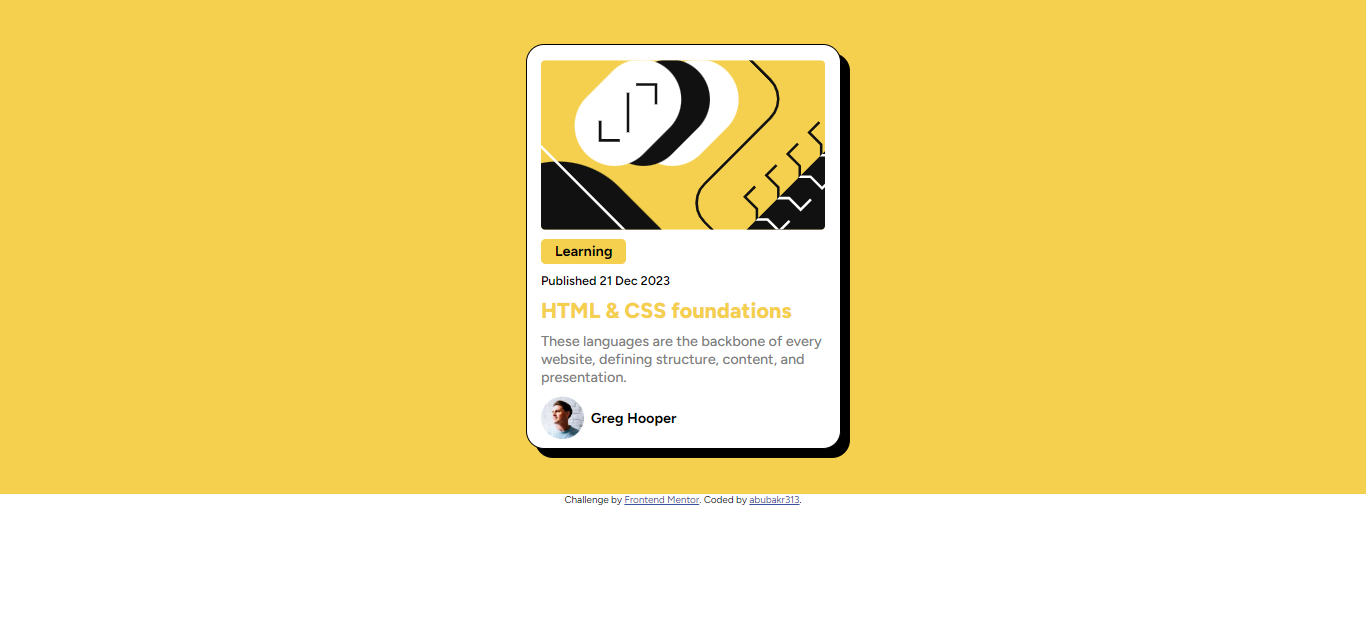 Learning
Published 21 Dec 2023
HTML & CSS foundations
These languages are the backbone of every
website, defining structure, content, and
presentation.
Greg Hooper
Challenge by Frontend Mentor. Coded by abubakr313.